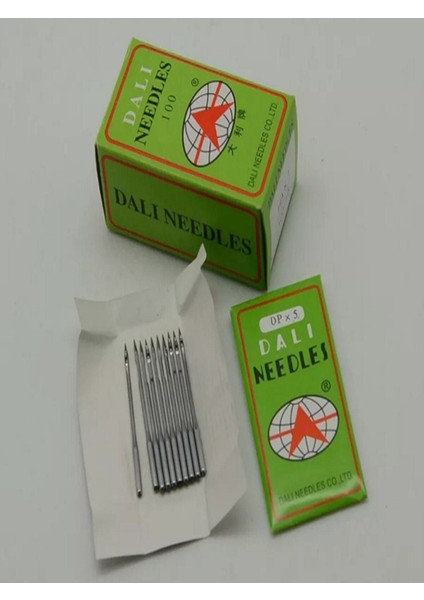 DALI
NEEDLES
100
大利牌
DALI NEEDLES CO.,LTD
DALI NEEDLES
DP × 5
DALI
NEEDLES
®
DALI NEEDLES CO.,LTD